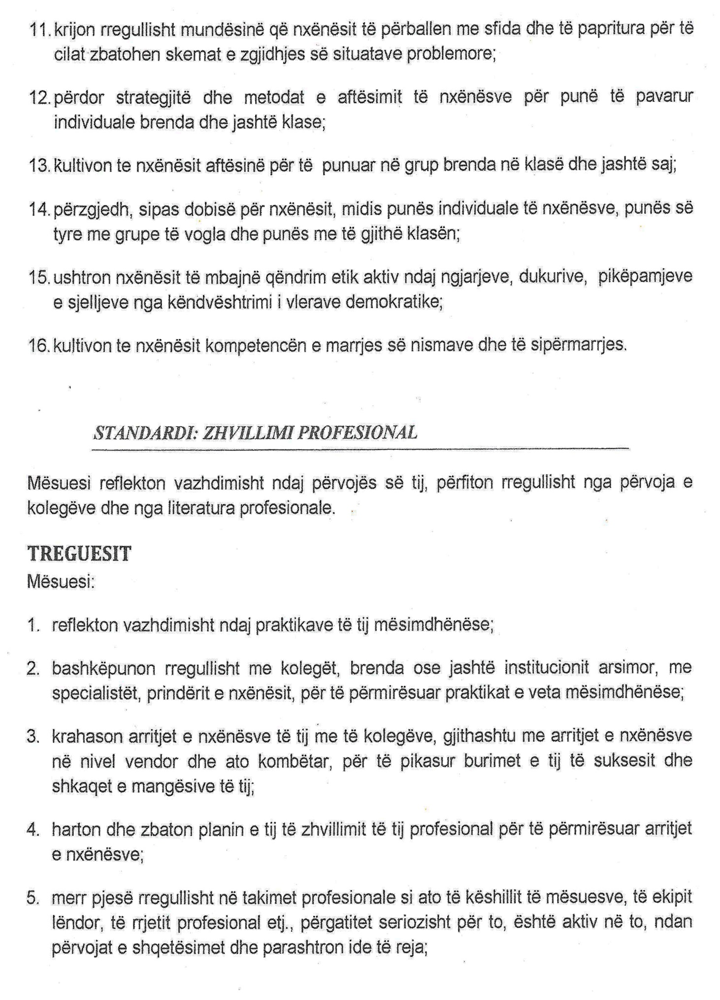 11. krijon rregullisht mundësinë që nxënësit të përballen me sfida dhe të papritura për të
cilat zbatohen skemat e zgjidhjes së situatave problemore;
12. përdor strategjitë dhe metodat e aftësimit të nxënësve për punë të pavarur
individuale brenda dhe jashtë klase;
13. kultivon te nxënësit aftësinë për të punuar në grup brenda në klasë dhe jashtë saj;
14. përzgjedh, sipas dobisë për nxënësit, midis punës individuale të nxënësve, punës së
tyre me grupe të vogla dhe punës me të gjithë klasën;
15. ushtron nxënësit të mbajnë qëndrim etik aktiv ndaj ngjarjeve, dukurive, pikëpamjeve
e sjelljeve nga këndvështrimi i vlerave demokratike;
16. kultivon te nxënësit kompetencën e marrjes së nismave dhe të sipërmarrjes.
STANDARDI: ZHVILLIMI PROFESIONAL
Mësuesi reflekton vazhdimisht ndaj përvojës së tij, përfiton rregullisht nga përvoja e
kolegëve dhe nga literatura profesionale.
TREGUESIT
Mësuesi:
1. reflekton vazhdimisht ndaj praktikave të tij mësimdhënëse;
2. bashkëpunon rregullisht me kolegët, brenda ose jashtë institucionit arsimor, me
specialistët, prindërit e nxënësit, për të përmirësuar praktikat e veta mësimdhënëse;
3. krahason arritjet e nxënësve të tij me të kolegëve, gjithashtu me arritjet e nxënësve
në nivel vendor dhe ato kombëtar, për të pikasur burimet e tij të suksesit dhe
shkaqet e mangësive të tij;
4. harton dhe zbaton planin e tij të zhvillimit të tij profesional për të përmirësuar arritjet
e nxënësve;
5. merr pjesë rregullisht në takimet profesionale si ato të këshillit të mësuesve, të ekipit
lëndor, të rrjetit profesional etj., përgatitet seriozisht për to, është aktiv në to, ndan
përvojat e shqetësimet dhe parashtron ide të reja;